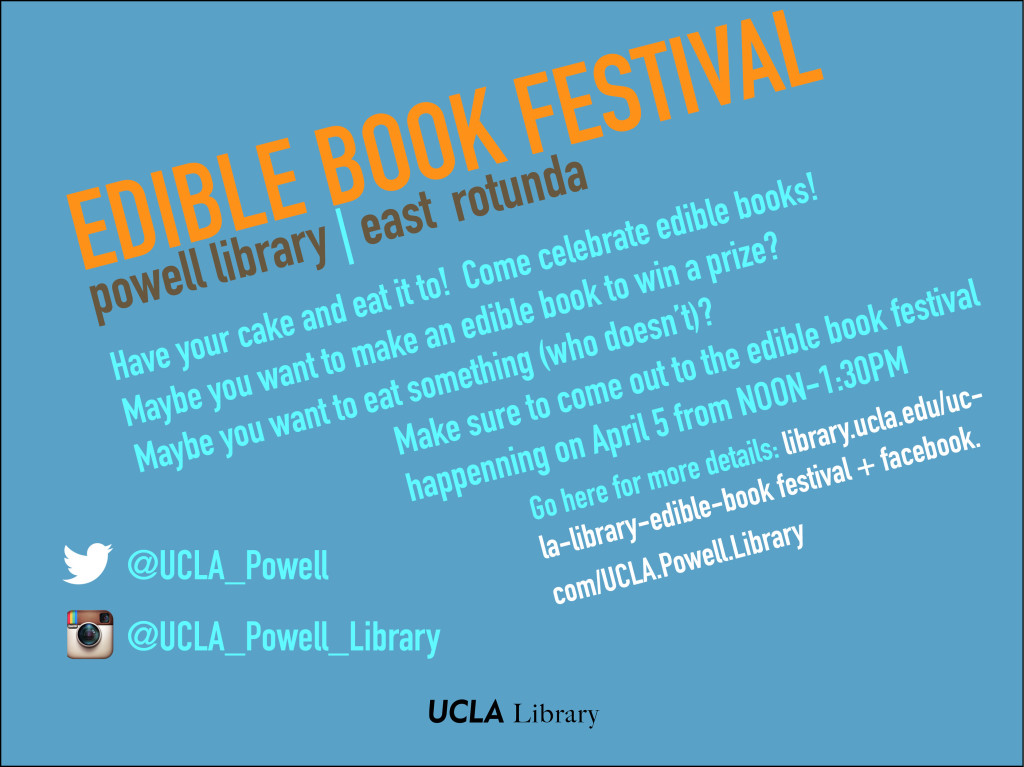 EDIBLE BOOK FESTIVAL
powell library | east rotunda
Have your cake and eat it to! Come celebrate edible books!
Maybe you want to make an edible book to win a prize?
Maybe you want to eat something (who doesn't)?
Make sure to come out to the edible book festival
happenning on April 5 from NOON-1:30PM
Go here for more details: library.ucla.edu/uc-
la-library-edible-book festival + facebook.
com/UCLA.Powell.Library
@UCLA_Powell
@UCLA_Powell_Library
UCLA Library